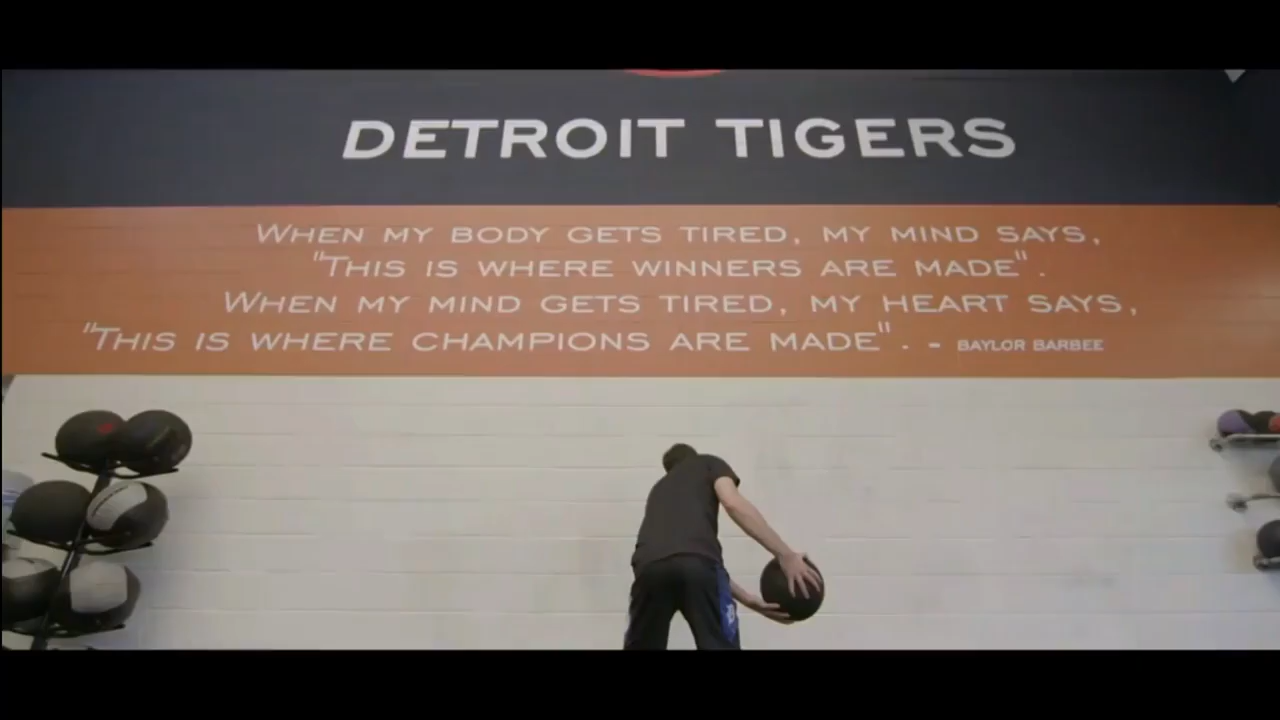 DETROIT TIGERS
WHEN MY BODY GETS TIRED, MY MIND SAYS,
"THIS IS WHERE WINNERS ARE MADE".
WHEN MY MIND GETS TIRED, MY HEART SAYS,
"THIS IS WHERE CHAMPIONS ARE MADE". - BAYLOR BARBEE